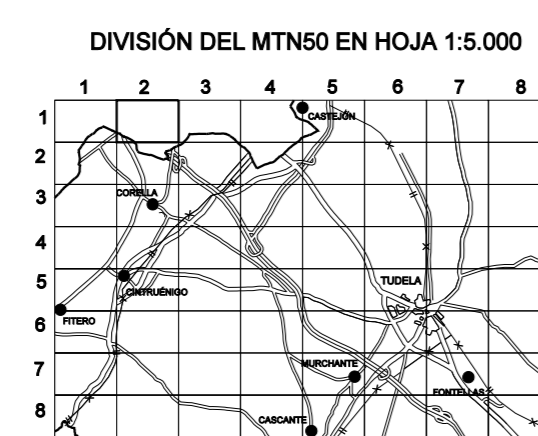 DIVISIÓN DEL MTN50 EN HOJA 1:5.000
1 2 3 4 5 6 7 8
1
CASTEJÓN
2
3
CORELLA
4
5
TUDELA
CINTRUÉNIGO
6
FITERO
7
MURCHANTE
FONTELLAS
8
CASCANTE